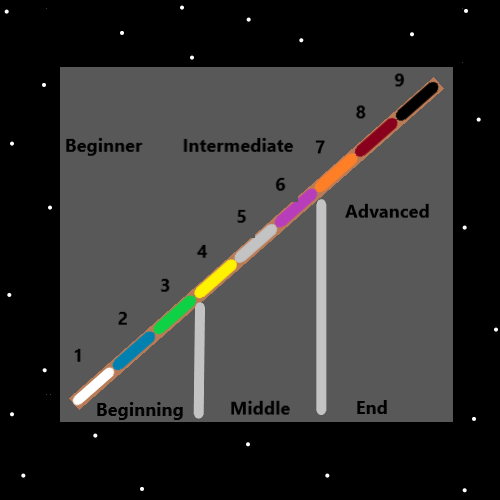 9
8
7
Beginner
Intermediate
6
Advanced
5
4
3
2
1
Beginning
Middle
End